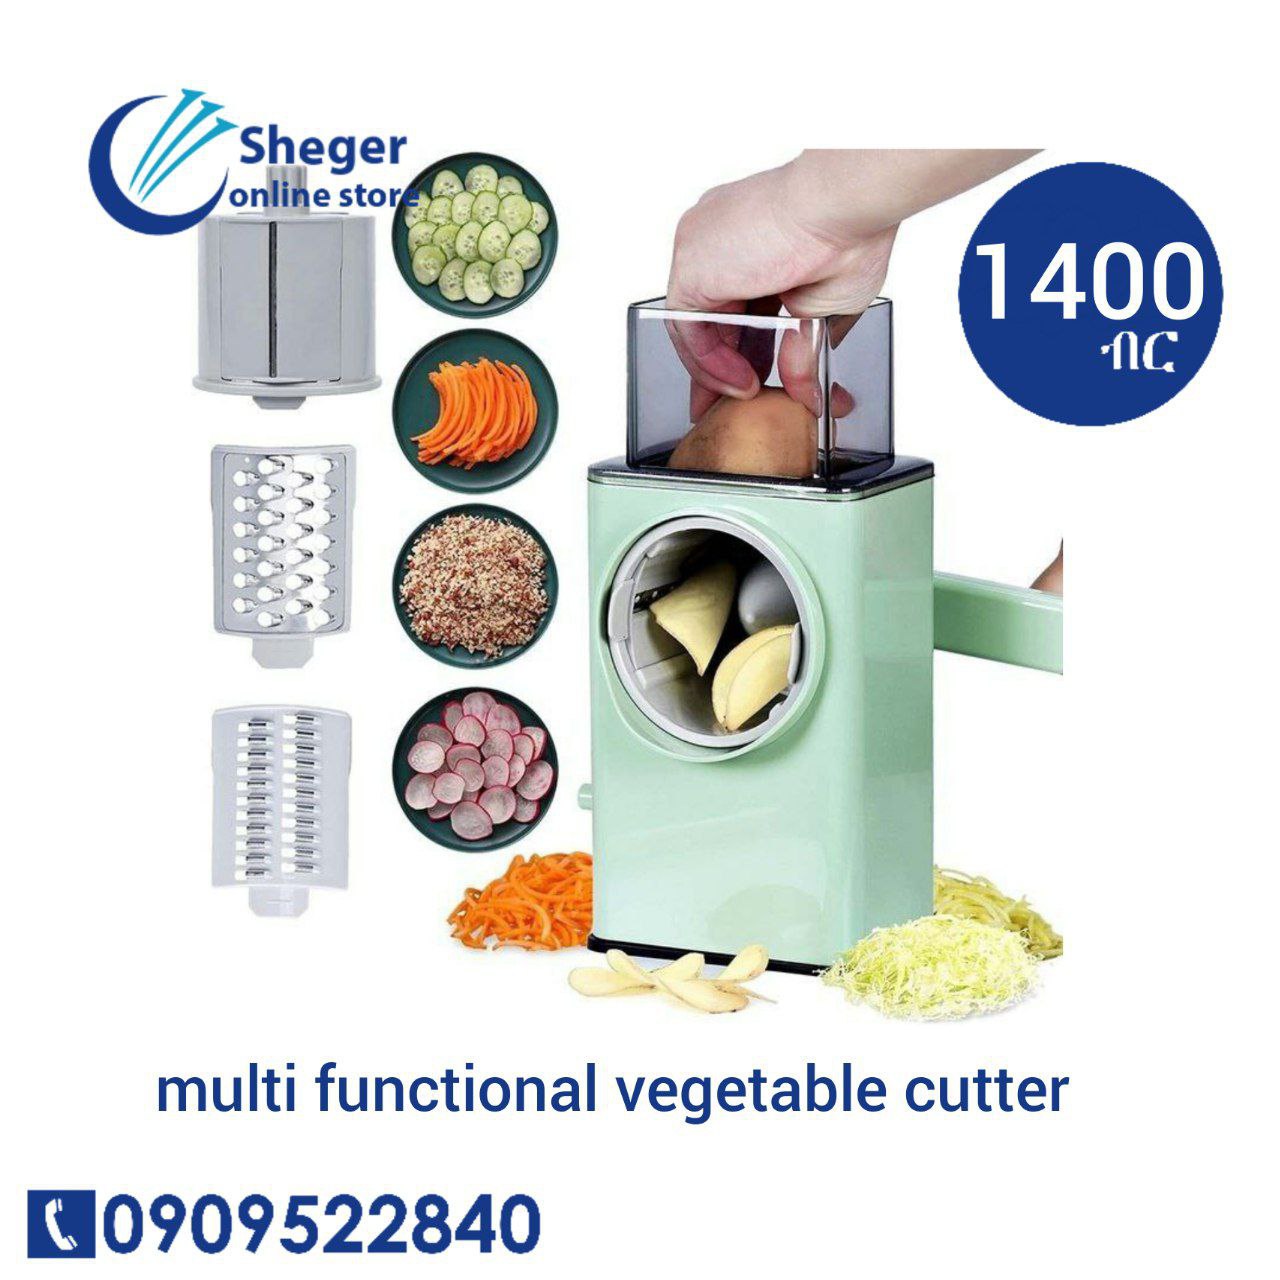 Sheger
online store
1400
ብር
multi functional vegetable cutter
0909522840